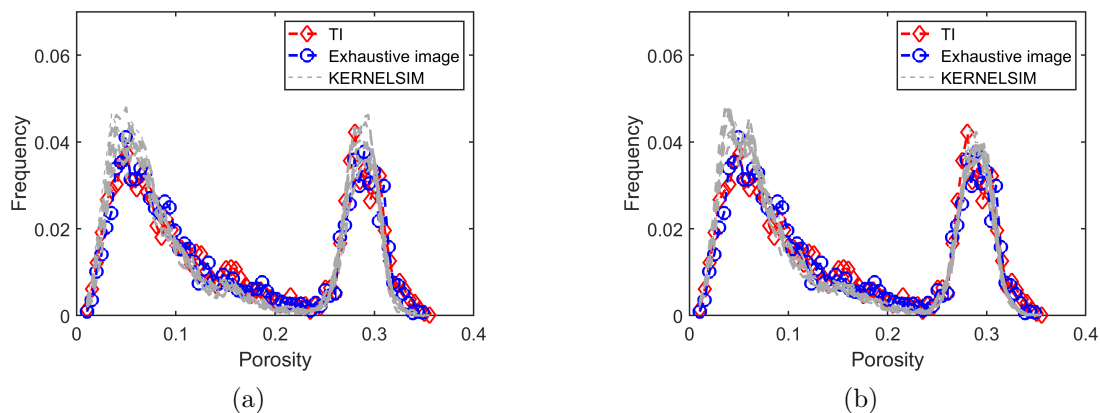 TI
Exhaustive image
KERNELSIM
0.06
0.04
0.02
0
Frequency
0
0.1
0.2
0.3
0.4
Porosity
(a)
TI
Exhaustive image
KERNELSIM
0.06
0.04
0.02
0
Frequency
0
0.1
0.2
0.3
0.4
Porosity
(b)